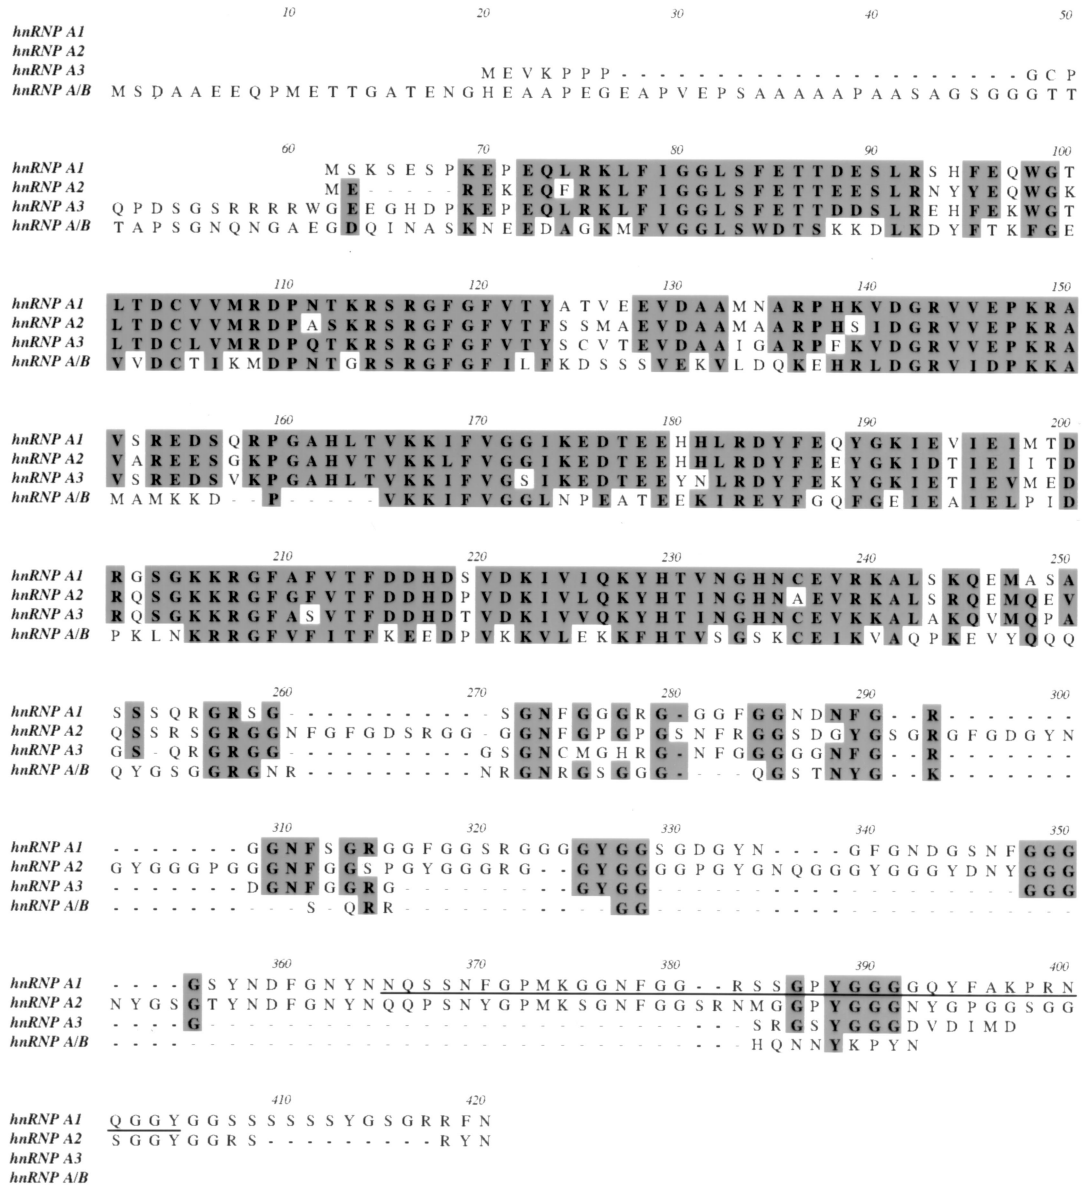 10 20 30 40 50
hnRNP A1
hnRNP A2
hnRNP A3 M E V K P P P - - - - - - - - - - - - - - - - - - - - - G C P
hnRNP A/B M S D A A E E Q P M E T T G A T E N G H E A A P E G E A P V E P S A A A A A P A A S A G S G G G T T
60 70 80 90 100
hnRNP A1 M S K S E S P K E P E Q L R K L F I G G L S F E T T D E S L R S H F E Q W G T
hnRNP A2 M E - - - - - R E K E Q F R K L F I G G L S F E T T E E S L R N Y Y E Q W G K
hnRNP A3 Q P D S G S R R R R W G E E G H D P K E P E Q L R K L F I G G L S F E T T D D S L R E H F E K W G T
hnRNP A/B T A P S G N Q N G A E G D Q I N A S K N E E D A G K M F V G G L S W D T S K K D L K D Y F T K F G E
110 120 130 140 150
hnRNP A1 L T D C V V M R D P N T K R S R G F G F V T Y A T V E E V D A A M N A R P H K V D G R V V E P K R A
hnRNP A2 L T D C V V M R D P A S K R S R G F G F V T F S S M A E V D A A M A A R P H S I D G R V V E P K R A
hnRNP A3 L T D C L V M R D P Q T K R S R G F G F V T Y S C V T E V D A A I G A R P F K V D G R V V E P K R A
hnRNP A/B V V D C T I K M D P N T G R S R G F G F I L F K D S S S V E K V L D Q K E H R L D G R V I D P K K A
160 170 180 190 200
hnRNP A1 V S R E D S Q R P G A H L T V K K I F V G G I K E D T E E H H L R D Y F E Q Y G K I E V I E I M T D
hnRNP A2 V A R E E S G K P G A H V T V K K L F V G G I K E D T E E H H L R D Y F E E Y G K I D T I E I I T D
hnRNP A3 V S R E D S V K P G A H L T V K K I F V G S I K E D T E E Y N L R D Y F E K Y G K I E T I E V M E D
hnRNP A/B M A M K K D - - P - - - - - V K K I F V G G L N P E A T E E K I R E Y F G Q F G E I E A I E L P I D
210 220 230 240 250
hnRNP A1 R G S G K K R G F A F V T F D D H D S V D K I V I Q K Y H T V N G H N C E V R K A L S K Q E M A S A
hnRNP A2 R Q S G K K R G F G F V T F D D H D P V D K I V L Q K Y H T I N G H N A E V R K A L S R Q E M Q E V
hnRNP A3 R Q S G K K R G F A S V T F D D H D T V D K I V V Q K Y H T I N G H N C E V K K A L A K Q V M Q P A
hnRNP A/B P K L N K R R G F V F I T F K E E D P V K K V L E K K F H T V S G S K C E I K V A Q P K E V Y Q Q Q
260 270 280 290 300
hnRNP A1 S S S Q R G R S G - - - - - - - - - - - S G N F G G G R G - G G F G G N D N F G - - R - - - - - - -
hnRNP A2 Q S S R S G R G G N F G F G D S R G G - G G N F G P G P G S N F R G G S D G Y G S G R G F G D G Y N
hnRNP A3 G S - Q R G R G G - - - - - - - - - - G S G N C M G H R G - N F G G G G G N F G - - R - - - - - - -
hnRNP A/B Q Y G S G G R G N R - - - - - - - - - N R G N R G S G G G - - - - Q G S T N Y G - - K - - - - - - -
310 320 330 340 350
hnRNP A1 - - - - - - - G G N F S G R G G F G G S R G G G G Y G G S G D G Y N - - - - G F G N D G S N F G G G
hnRNP A2 G Y G G G P G G G N F G G S P G Y G G G R G - - G Y G G G G P G Y G N Q G G G Y G G G Y D N Y G G G
hnRNP A3 - - - - - - - D G N F G G R G - - - - - - - - - G Y G G - - - - - - - - - - - - - - - - - - - G G G
hnRNP A/B - - - - - - - - - - S - Q R R - - - - - - - - - - - G G - - - - - - - - - - - - - - - - - - - - - -
360 370 380 390 400
hnRNP A1 - - - - G S Y N D F G N Y N N Q S S N F G P M K G G N F G G - - R S S G P Y G G G G Q Y F A K P R N
hnRNP A2 N Y G S G T Y N D F G N Y N Q Q P S N Y G P M K S G N F G G S R N M G G P Y G G G N Y G P G G S G G
hnRNP A3 - - - - G - - - - - - - - - - - - - - - - - - - - - - - - - - - - S R G S Y G G G D V D I M D
hnRNP A/B - - - - - - - - - - - - - - - - - - - - - - - - - - - - - - - - - H Q N N Y K P Y N
410 420
hnRNP A1 Q G G Y G G S S S S S S Y G S G R R F N
hnRNP A2 S G G Y G G R S - - - - - - - - - R Y N
hnRNP A3
hnRNP A/B